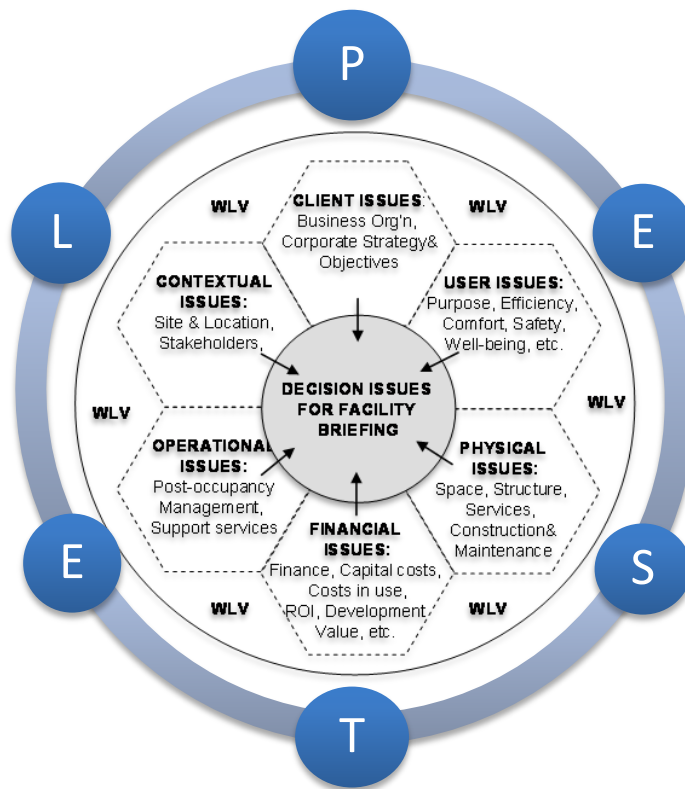 P
L
E
WLV
WLV
CLIENT ISSUES:
Business Org'n,
Corporate Strategy&
Objectives
CONTEXTUAL
ISSUES:
Site & Location,
Stakeholders,
USER ISSUES:
Purpose, Efficiency,
Comfort, Safety,
Well-being, etc.
DECISION ISSUES
FOR FACILITY
BRIEFING
WLV
WLV
OPERATIONAL
ISSUES:
Post-occupancy
Management,
Support services
PHYSICAL
ISSUES:
Space, Structure,
Services,
Construction&
Maintenance
FINANCIAL
ISSUES:
Finance, Capital costs,
Costs in use,
ROI, Development
Value, etc.
WLV
WLV
E
S
T